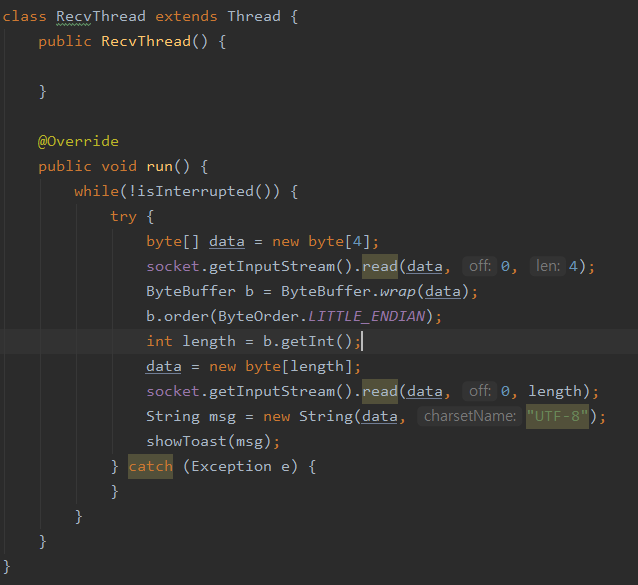 class RecvThread extends Thread {
    public RecvThread() {

    }

    @Override
    public void run() {
        while(!isInterrupted()) {
            try {
                byte[] data = new byte[4];
                socket.getInputStream().read(data, off: 0, len: 4);
                ByteBuffer b = ByteBuffer.wrap(data);
                b.order(ByteOrder.LITTLE_ENDIAN);
                int length = b.getInt();
                data = new byte[length];
                socket.getInputStream().read(data, off: 0, length);
                String msg = new String(data, charsetName: "UTF-8");
                showToast(msg);
            } catch (Exception e) {
            }
        }
    }
}